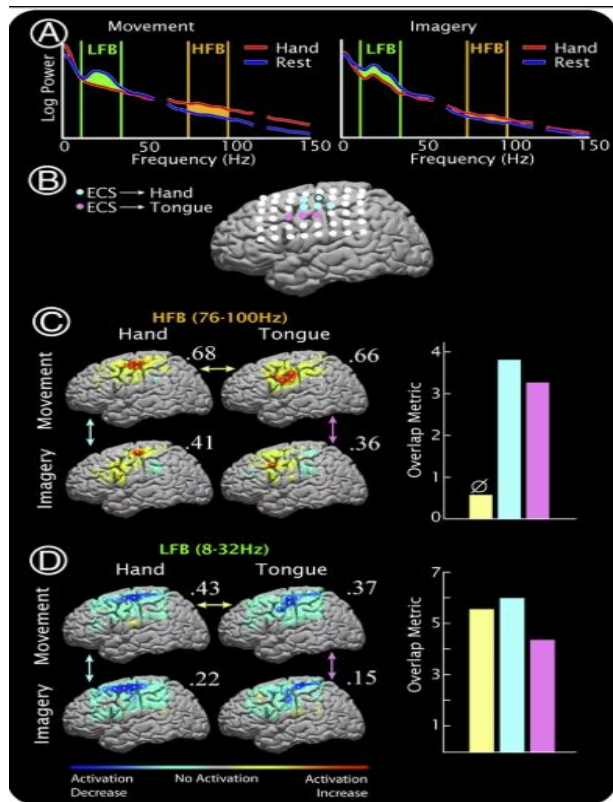 A
Movement
Imagery
LFB
HFB
Hand
Rest
LFB
HFB
Hand
Rest
Log Power
0
50
100
150
Frequency (Hz)
0
50
100
150
Frequency (Hz)
B
ECS → Hand
ECS → Tongue
C
HFB (76-100Hz)
Hand
Tongue
Movement
.68
.66
Imagery
.41
.36
Overlap Metric
4
3
2
1
0
Ø
D
LFB (8-32Hz)
Hand
Tongue
Movement
.43
.37
Imagery
.22
.15
Overlap Metric
7
5
3
1
Activation Decrease
No Activation
Activation Increase